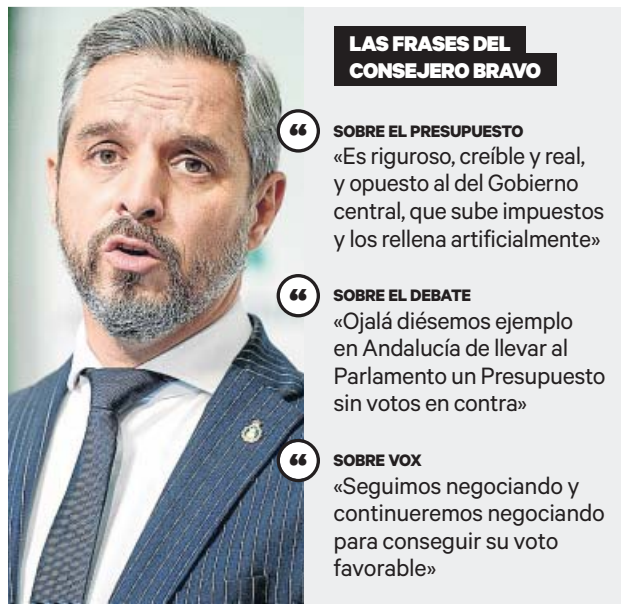 LAS FRASES DEL
CONSEJERO BRAVO
“
SOBRE EL PRESUPUESTO
«Es riguroso, creíble y real,
y opuesto al del Gobierno
central, que sube impuestos
y los rellena artificialmente»
“
SOBRE EL DEBATE
«Ojalá diésemos ejemplo
en Andalucía de llevar al
Parlamento un Presupuesto
sin votos en contra»
“
SOBRE VOX
«Seguimos negociando y
continueremos negociando
para conseguir su voto
favorable»